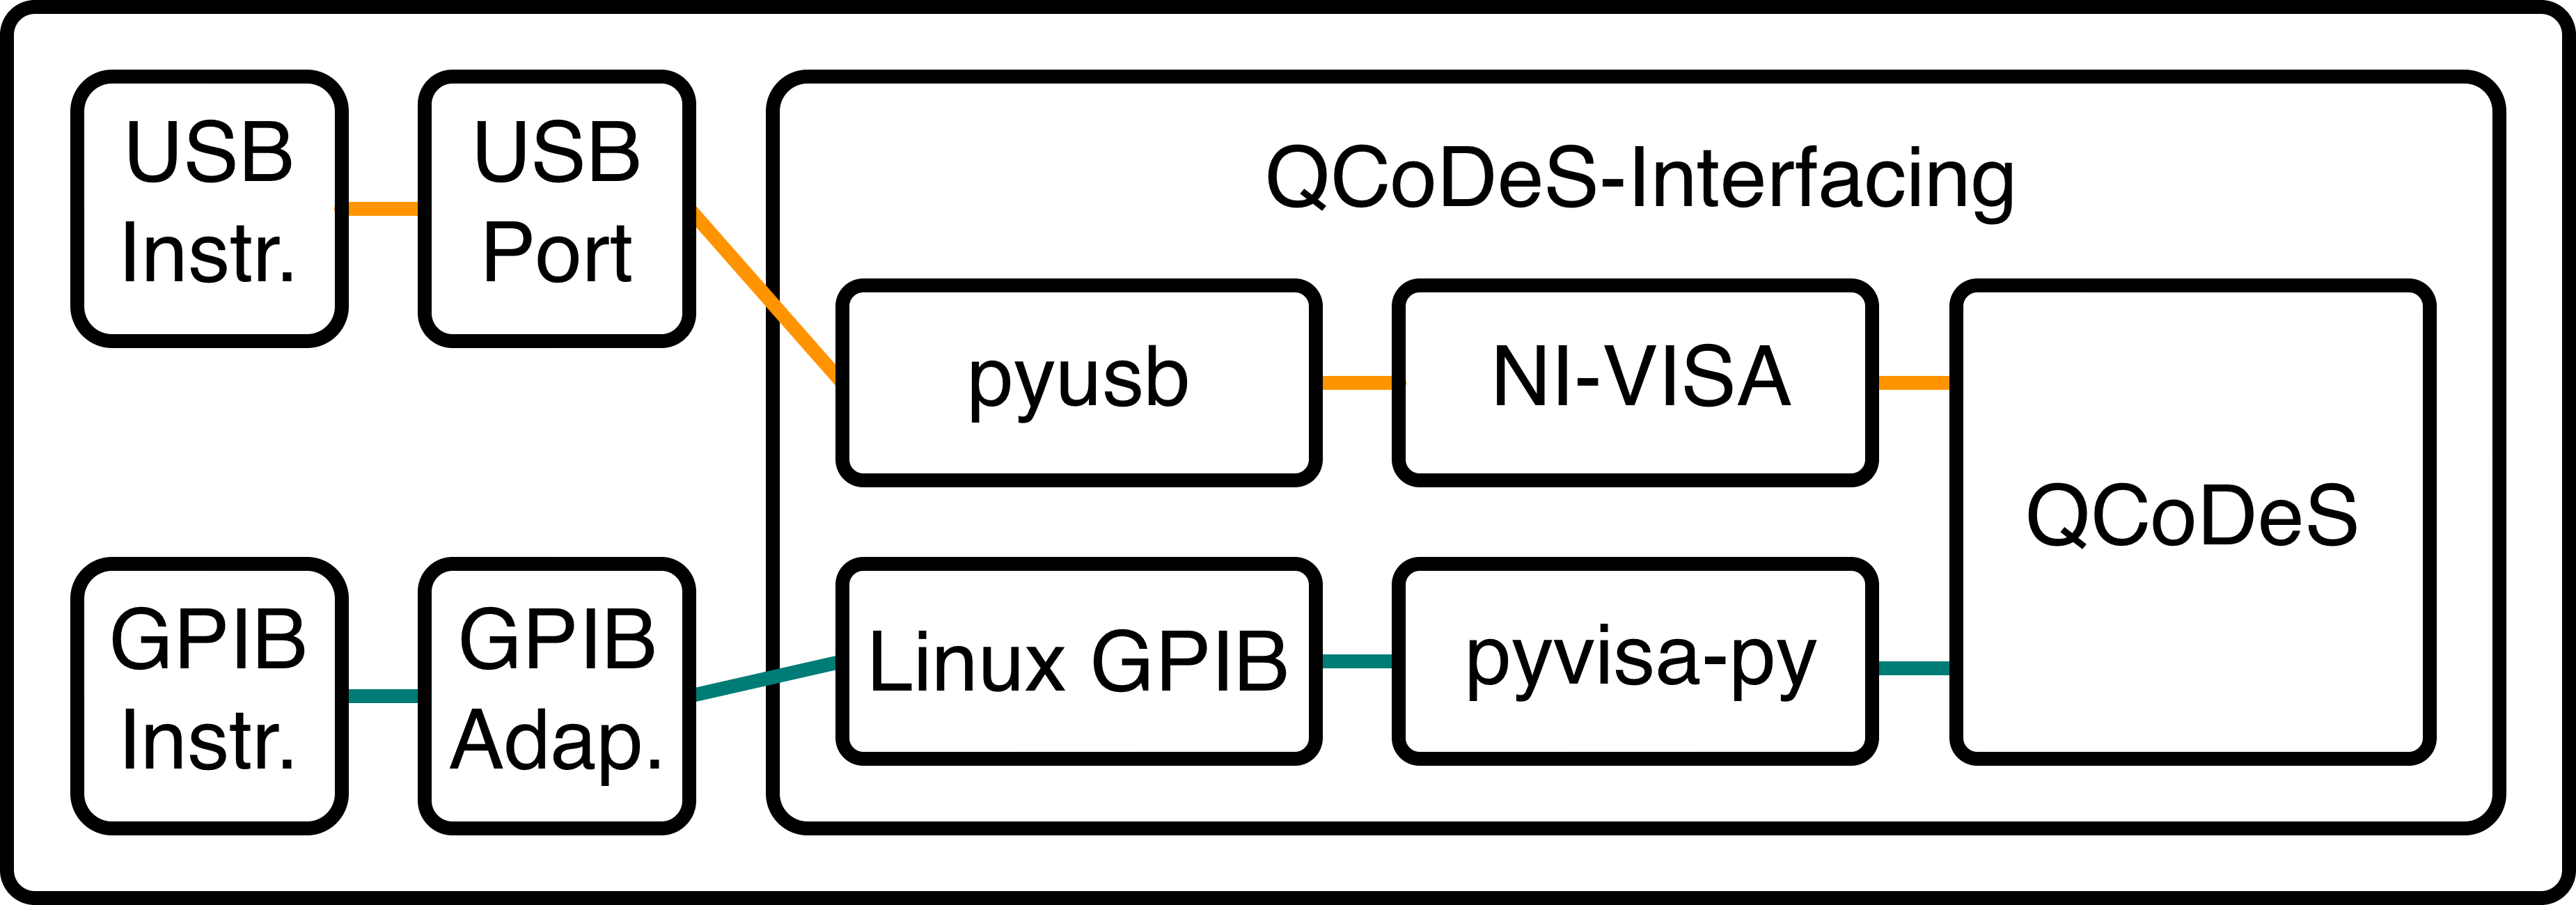 USB
Instr.
USB
Port
QCoDeS-Interfacing
pyusb
NI-VISA
QCoDeS
GPIB
Instr.
GPIB
Adap.
Linux GPIB
pyvisa-py